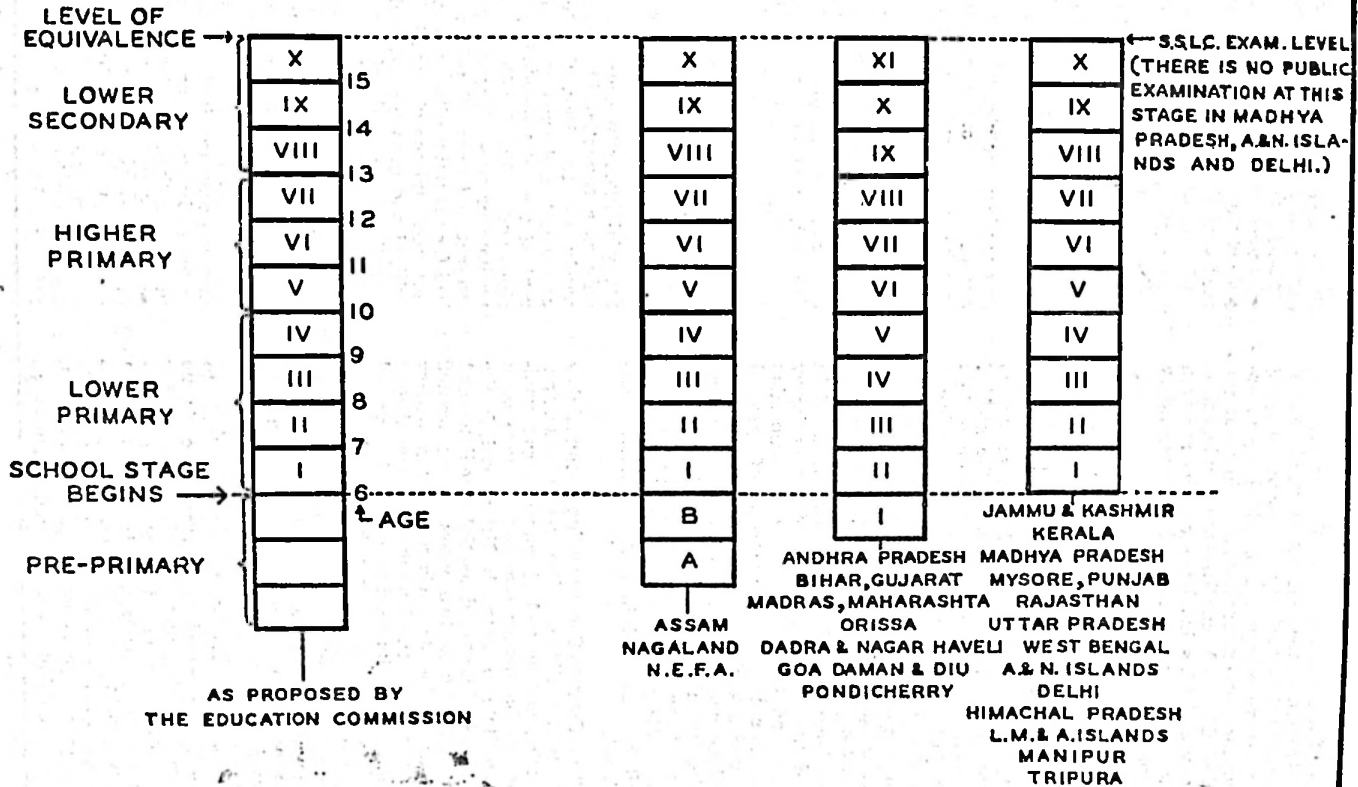 LEVEL OF
EQUIVALENCE
LOWER
SECONDARY
HIGHER
PRIMARY
LOWER
PRIMARY
SCHOOL STAGE
BEGINS
PRE-PRIMARY
X
IX
VIII
VII
VI
V
IV
III
II
I
15
14
13
12
11
10
9
8
7
6
AGE
AS PROPOSED BY
THE EDUCATION COMMISSION
X
IX
VIII
VII
VI
V
IV
III
II
I
B
A
ASSAM
NAGALAND
N.E.F.A.
XI
X
IX
VIII
VII
VI
V
IV
III
II
I
ANDHRA PRADESH
BIHAR, GUJARAT
MADRAS, MAHARASHTA
ORISSA
DADRA & NAGAR HAVELI
GOA DAMAN & DIU
PONDICHERRY
X
IX
VIII
VII
VI
V
IV
III
II
I
JAMMU & KASHMIR
KERALA
MADHYA PRADESH
MYSORE, PUNJAB
RAJASTHAN
UTTAR PRADESH
WEST BENGAL
A.& N. ISLANDS
DELHI
HIMACHAL PRADESH
L.M.& A.ISLANDS
MANIPUR
TRIPURA
S.S.L.C. EXAM. LEVEL
(THERE IS NO PUBLIC
EXAMINATION AT THIS
STAGE IN MADHYA
PRADESH, A.&N. ISLA-
NDS AND DELHI.)